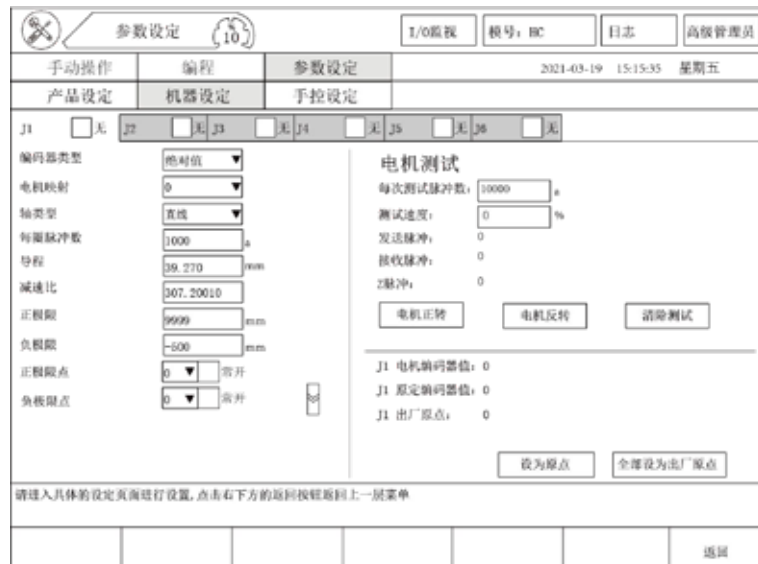 参数设定 10 I/O监视 模号：HC 日志 高级管理员
手动操作 编程 参数设定 2021-03-19 15:15:35 星期五
产品设定 机器设定 手控设定
J1 无 J2 无 J3 无 J4 无 J5 无 J6 无
编码器类型 绝对值
电机映射 0
轴类型 直线
每圈脉冲数 1000
导程 39.270 mm
减速比 307.20010
正极限 9999 mm
负极限 -500 mm
正极限点 0 常开
负极限点 0 常开
电机测试
每次测试脉冲数： 10000
测试速度： 0 %
发送脉冲： 0
接收脉冲： 0
Z脉冲： 0
电机正转 电机反转 清除测试
J1 电机编码器值：0
J1 原定编码器值：0
J1 出厂原点： 0
设为原点 全部设为出厂原点
请进入具体的设定页面进行设置,点击右下方的返回按钮返回上一层菜单
返回